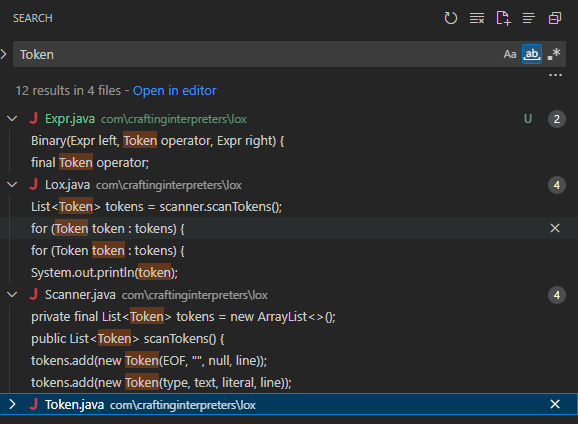 SEARCH
Token
Aa ab .*
...
12 results in 4 files - Open in editor
J Expr.java com\craftinginterpreters\lox U 2
Binary(Expr left, Token operator, Expr right) {
final Token operator;
J Lox.java com\craftinginterpreters\lox 4
List<Token> tokens = scanner.scanTokens();
for (Token token : tokens) {
for (Token token : tokens) {
System.out.println(token);
J Scanner.java com\craftinginterpreters\lox 4
private final List<Token> tokens = new ArrayList<>();
public List<Token> scanTokens() {
tokens.add(new Token(EOF, "", null, line));
tokens.add(new Token(type, text, literal, line));
J Token.java com\craftinginterpreters\lox